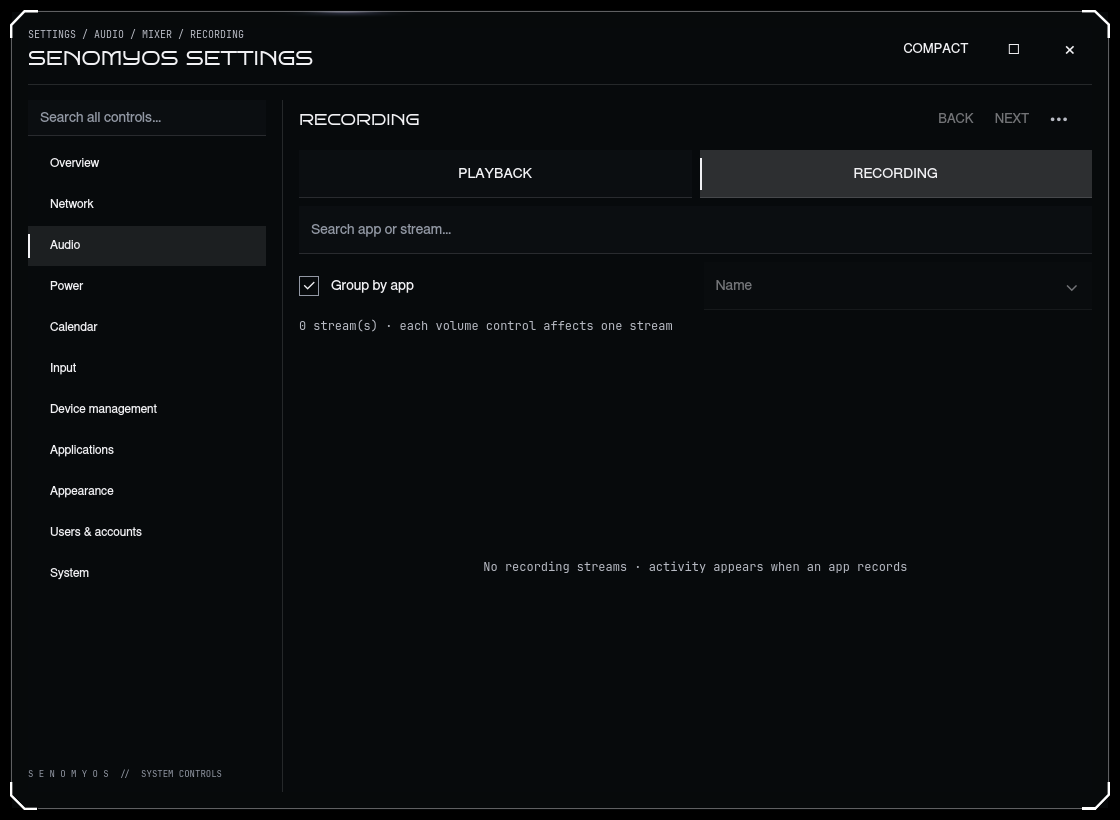 SETTINGS / AUDIO / MIXER / RECORDING
SENOMYOS SETTINGS
COMPACT
Search all controls...
Overview
Network
Audio
Power
Calendar
Input
Device management
Applications
Appearance
Users & accounts
System
SENOMYOS // SYSTEM CONTROLS
RECORDING
BACK NEXT •••
PLAYBACK RECORDING
Search app or stream...
Group by app Name
0 stream(s) · each volume control affects one stream
No recording streams · activity appears when an app records